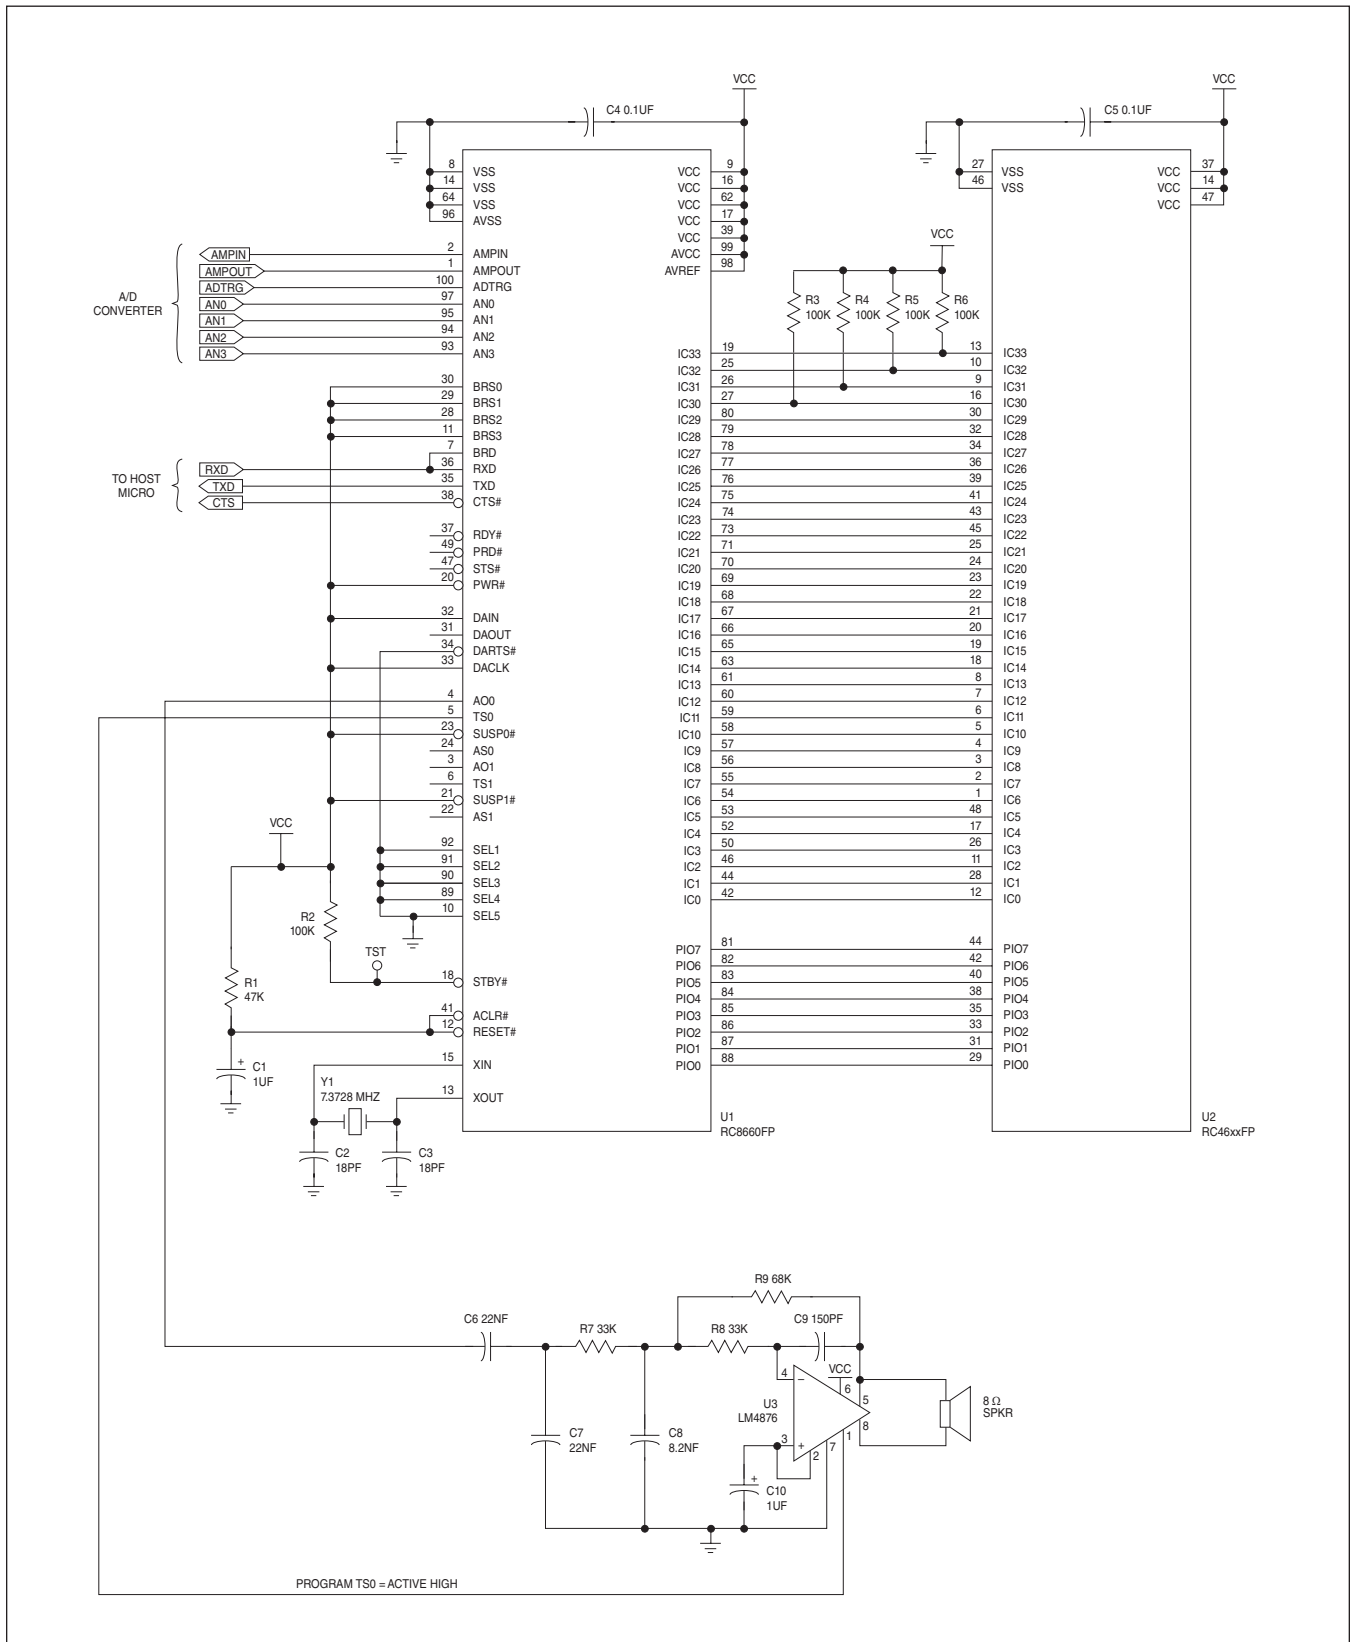 VCC
VCC
C4 0.1UF
C5 0.1UF
8 VSS VCC 9
14 VSS VCC 16
64 VSS VCC 62
96 AVSS VCC 17
VCC 39
AVCC 99
AVREF 98
27 VSS VCC 37
46 VSS VCC 14
VCC 47
A/D
CONVERTER
AMPIN 2 AMPIN
AMPOUT 1 AMPOUT
ADTRG 100 ADTRG
AN0 97 AN0
AN1 95 AN1
AN2 94 AN2
AN3 93 AN3
VCC
R3
100K
R4
100K
R5
100K
R6
100K
30 BRS0
29 BRS1
28 BRS2
11 BRS3
7 BRD
TO HOST
MICRO
RXD 36 RXD
TXD 35 TXD
CTS 38 CTS#
37 RDY#
49 PRD#
47 STS#
20 PWR#
32 DAIN
31 DAOUT
34 DARTS#
33 DACLK
4 AO0
5 TS0
23 SUSP0#
24 AS0
3 AO1
6 TS1
21 SUSP1#
22 AS1
92 SEL1
91 SEL2
90 SEL3
89 SEL4
10 SEL5
18 STBY#
41 ACLR#
12 RESET#
15 XIN
13 XOUT
IC33 19 13 IC33
IC32 25 10 IC32
IC31 26 9 IC31
IC30 27 16 IC30
IC29 80 30 IC29
IC28 79 32 IC28
IC27 78 34 IC27
IC26 77 36 IC26
IC25 76 39 IC25
IC24 75 41 IC24
IC23 74 43 IC23
IC22 73 45 IC22
IC21 71 25 IC21
IC20 70 24 IC20
IC19 69 23 IC19
IC18 68 22 IC18
IC17 67 21 IC17
IC16 66 20 IC16
IC15 65 19 IC15
IC14 63 18 IC14
IC13 61 8 IC13
IC12 60 7 IC12
IC11 59 6 IC11
IC10 58 5 IC10
IC9 57 4 IC9
IC8 56 3 IC8
IC7 55 2 IC7
IC6 54 1 IC6
IC5 53 48 IC5
IC4 52 17 IC4
IC3 50 26 IC3
IC2 46 11 IC2
IC1 44 28 IC1
IC0 42 12 IC0
PIO7 81 44 PIO7
PIO6 82 42 PIO6
PIO5 83 40 PIO5
PIO4 84 38 PIO4
PIO3 85 35 PIO3
PIO2 86 33 PIO2
PIO1 87 31 PIO1
PIO0 88 29 PIO0
VCC
R2
100K
TST
R1
47K
+
C1
1UF
Y1
7.3728 MHZ
C2
18PF
C3
18PF
U1
RC8660FP
U2
RC46xxFP
R9 68K
C6 22NF
R7 33K
R8 33K
C9 150PF
VCC
4 – 6
U3
LM4876
5
8
8 Ω
SPKR
3 + 2 7 1
C7
22NF
C8
8.2NF
+
C10
1UF
PROGRAM TS0 = ACTIVE HIGH